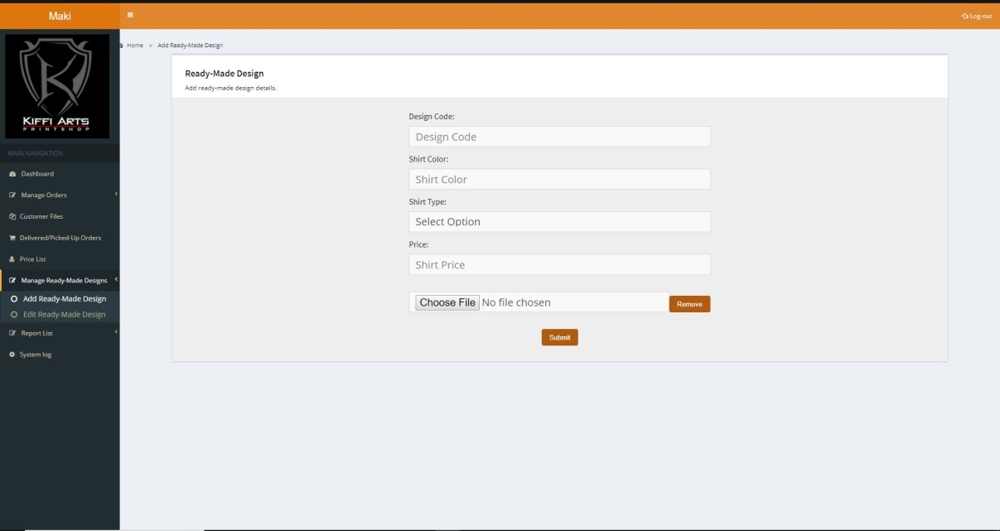 Maki
Log-out
Home > Add Ready-Made Design
KIFFI ARTS
PRINTSHOP
MAIN NAVIGATION
Dashboard
Manage Orders
Customer Files
Delivered/Picked-Up Orders
Price List
Manage Ready-Made Designs
Add Ready-Made Design
Edit Ready-Made Design
Report List
System log
Ready-Made Design
Add ready-made design details.
Design Code:
Design Code
Shirt Color:
Shirt Color
Shirt Type:
Select Option
Price:
Shirt Price
Choose File No file chosen
Remove
Submit